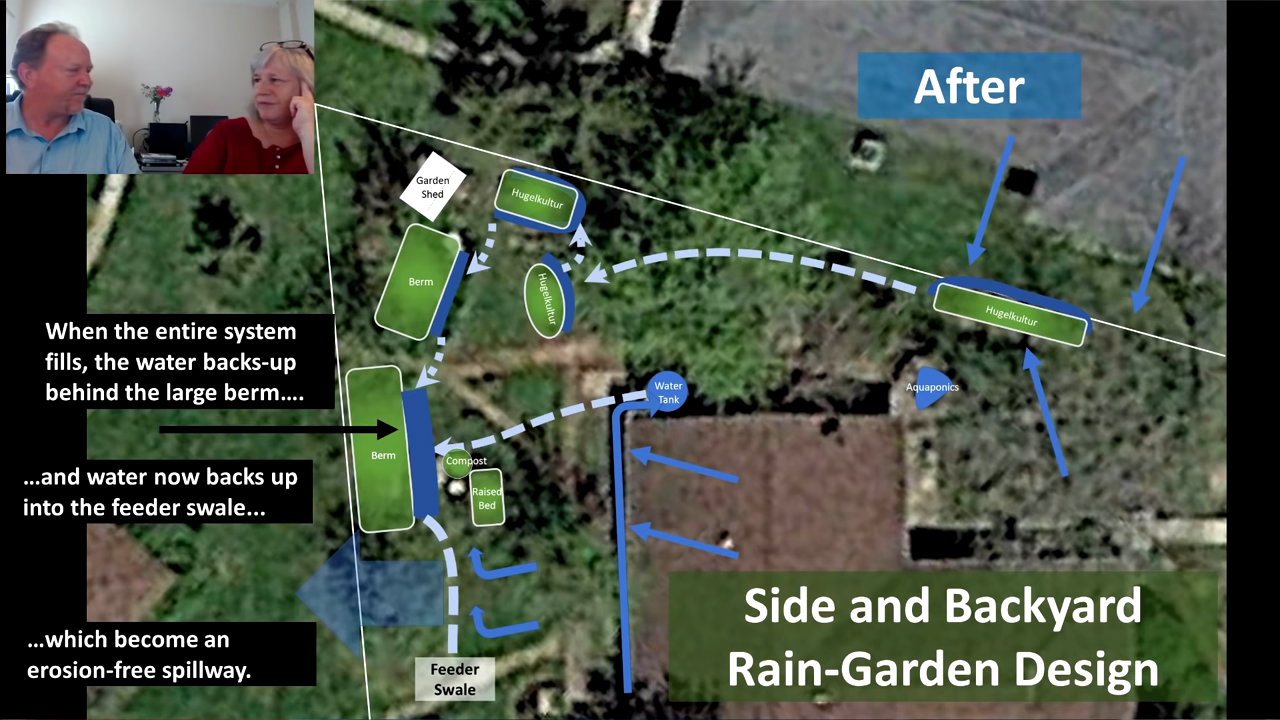 After
Garden
Shed
Hugelkultur
Berm
Hugelkultur
Hugelkultur
When the entire system
fills, the water backs-up
behind the large berm....
Water
Tank
Aquaponics
Berm
Compost
Raised
Bed
...and water now backs up
into the feeder swale...
Side and Backyard
Rain-Garden Design
...which become an
erosion-free spillway.
Feeder
Swale